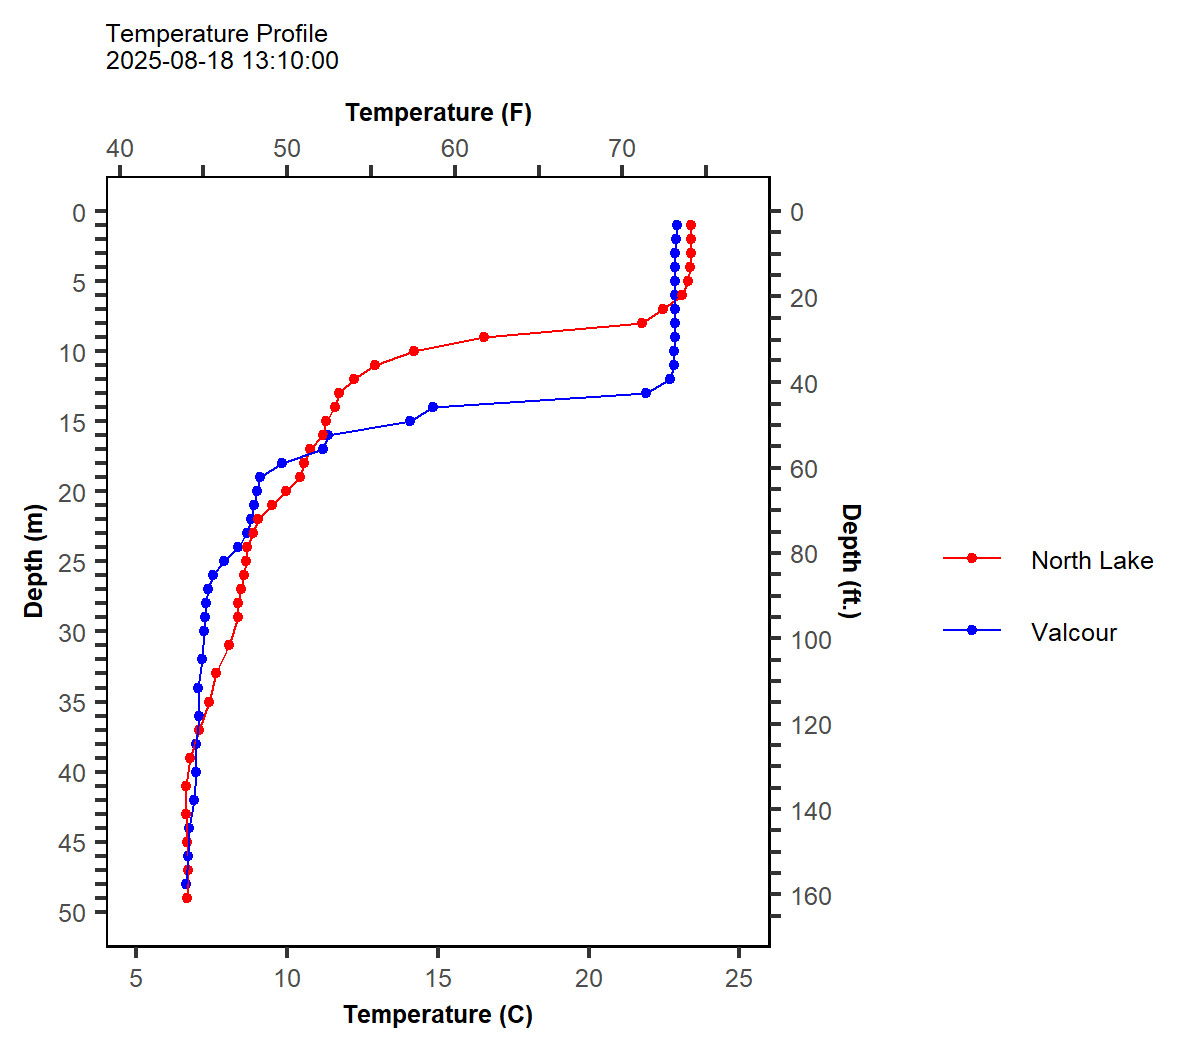 Temperature Profile
2025-08-18 13:10:00
Temperature (F)
40 50 60 70
0
5
10
15
20
25
30
35
40
45
50
Depth (m)
0
20
40
60
80
100
120
140
160
Depth (ft.)
North Lake
Valcour
5 10 15 20 25
Temperature (C)